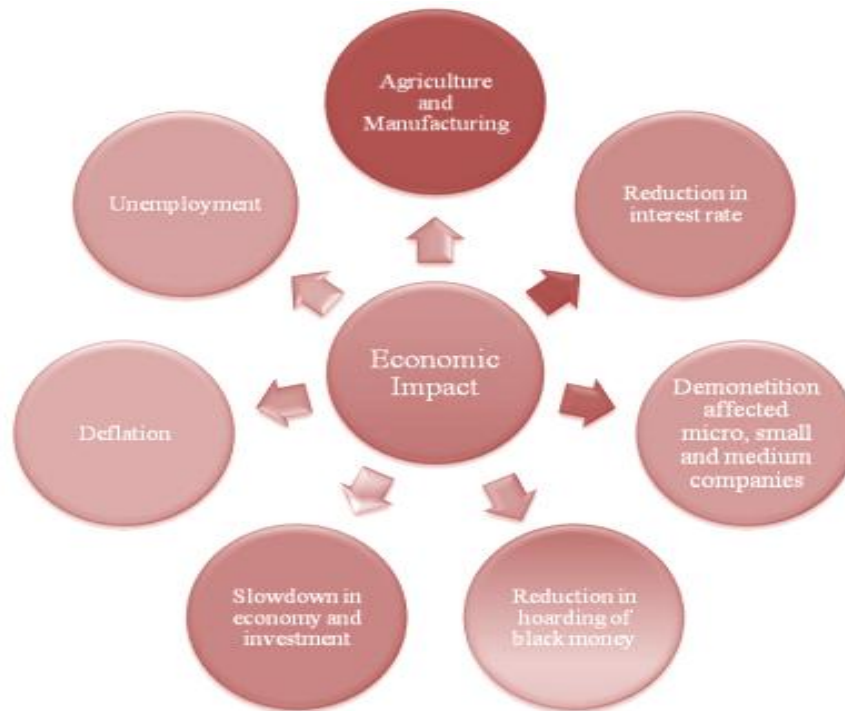 Agriculture
and
Manufacturing
Reduction in
interest rate
Demonetition
affected
micro, small
and medium
companies
Reduction in
hoarding of
black money
Slowdown in
economy and
investment
Deflation
Unemployment
Economic
Impact